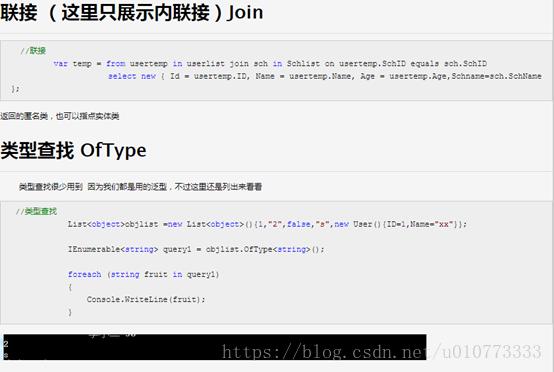 联接 （这里只展示内联接）Join
//联接
var temp = from usertemp in userlist join sch in Schlist on usertemp.SchID equals sch.SchID
select new { Id = usertemp.ID, Name = usertemp.Name, Age = usertemp.Age,Schname=sch.SchName
};
返回的匿名类，也可以指点实体类
类型查找 OfType
类型查找很少用到 因为我们都是用的泛型，不过这里还是列出来看看
//类型查找
List<object>objlist =new List<object>(){1,"2",false,"s",new User(){ID=1,Name="xx"}};
IEnumerable<string> query1 = objlist.OfType<string>();
foreach (string fruit in query1)
{
Console.WriteLine(fruit);
}
2
s
https://blog.csdn.net/u010773333